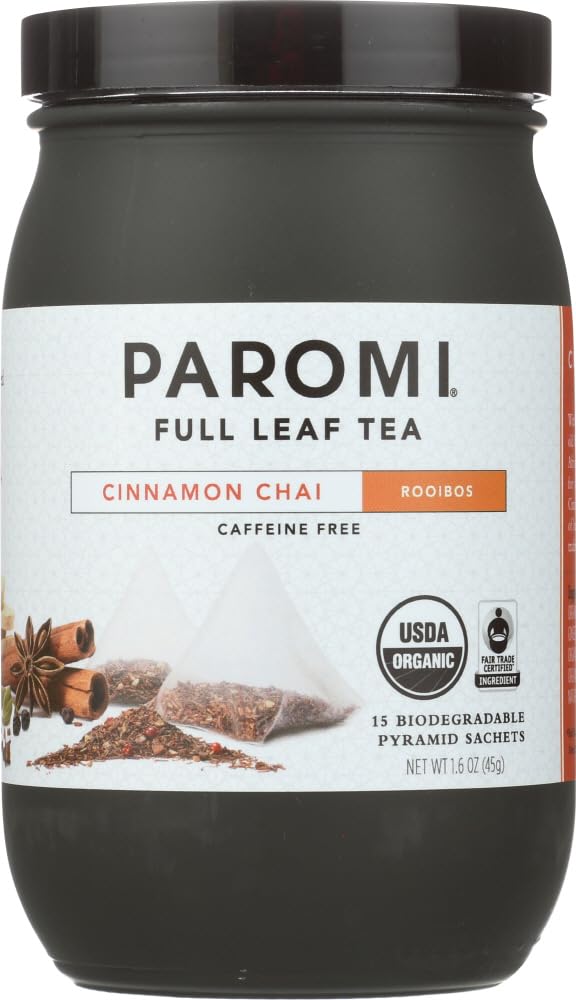 PAROMI®
FULL LEAF TEA
CINNAMON CHAI
ROOIBOS
CAFFEINE FREE
USDA
ORGANIC
FAIR TRADE
CERTIFIED
INGREDIENT
15 BIODEGRADABLE
PYRAMID SACHETS
NET WT 1.6 OZ (45g)